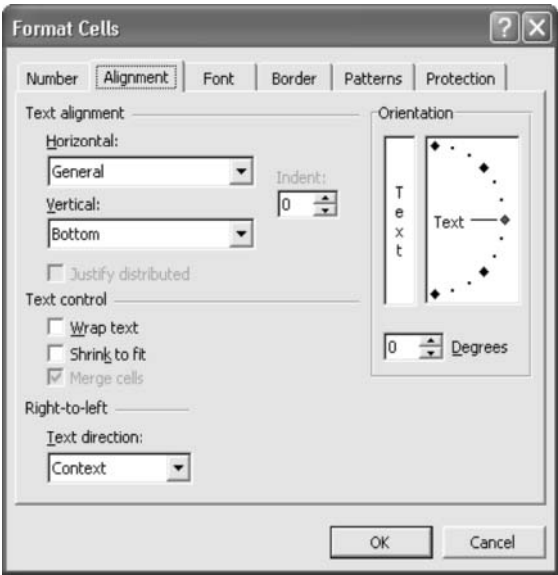 Format Cells
Number Alignment Font Border Patterns Protection
Text alignment
Horizontal:
General
Indent:
0
Vertical:
Bottom
Justify distributed
Text control
Wrap text
Shrink to fit
Merge cells
Right-to-left
Text direction:
Context
Orientation
Text
Text
0 Degrees
OK Cancel